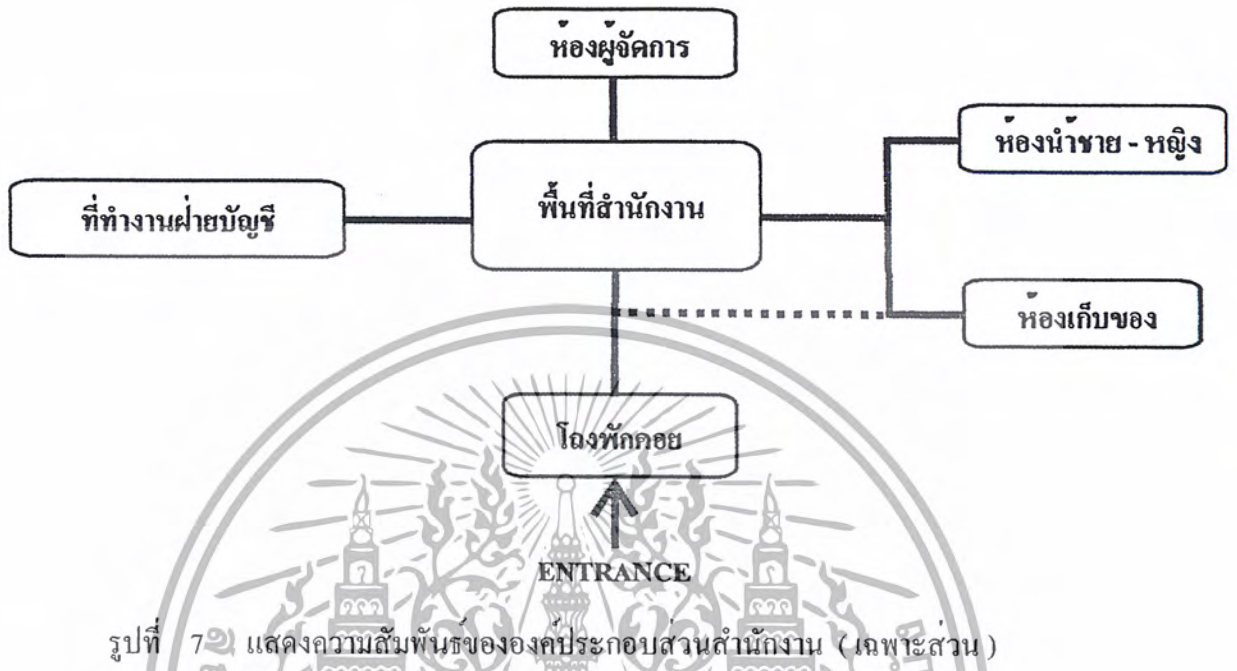 ห้องผู้จัดการ
ห้องน้ำชาย - หญิง
พื้นที่สำนักงาน
ที่ทำงานฝ่ายบัญชี
ห้องเก็บของ
โถงพักคอย
ENTRANCE
รูปที่ 7 แสดงความสัมพันธ์ขององค์ประกอบส่วนสำนักงาน (เฉพาะส่วน)